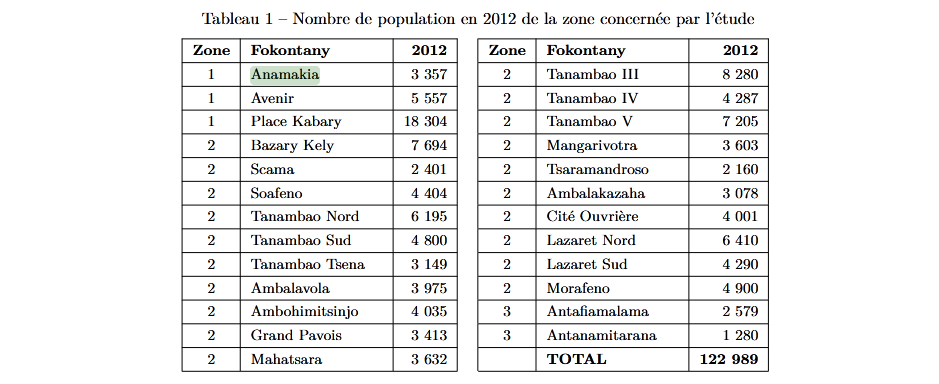 Tableau 1 – Nombre de population en 2012 de la zone concernée par l'étude
Zone Fokontany 2012
1 Anamakia 3 357
1 Avenir 5 557
1 Place Kabary 18 304
2 Bazary Kely 7 694
2 Scama 2 401
2 Soafeno 4 404
2 Tanambao Nord 6 195
2 Tanambao Sud 4 800
2 Tanambao Tsena 3 149
2 Ambalavola 3 975
2 Ambohimitsinjo 4 035
2 Grand Pavois 3 413
2 Mahatsara 3 632
Zone Fokontany 2012
2 Tanambao III 8 280
2 Tanambao IV 4 287
2 Tanambao V 7 205
2 Mangarivotra 3 603
2 Tsaramandroso 2 160
2 Ambalakazaha 3 078
2 Cité Ouvrière 4 001
2 Lazaret Nord 6 410
2 Lazaret Sud 4 290
2 Morafeno 4 900
3 Antafiamalama 2 579
3 Antanamitarana 1 280
TOTAL 122 989